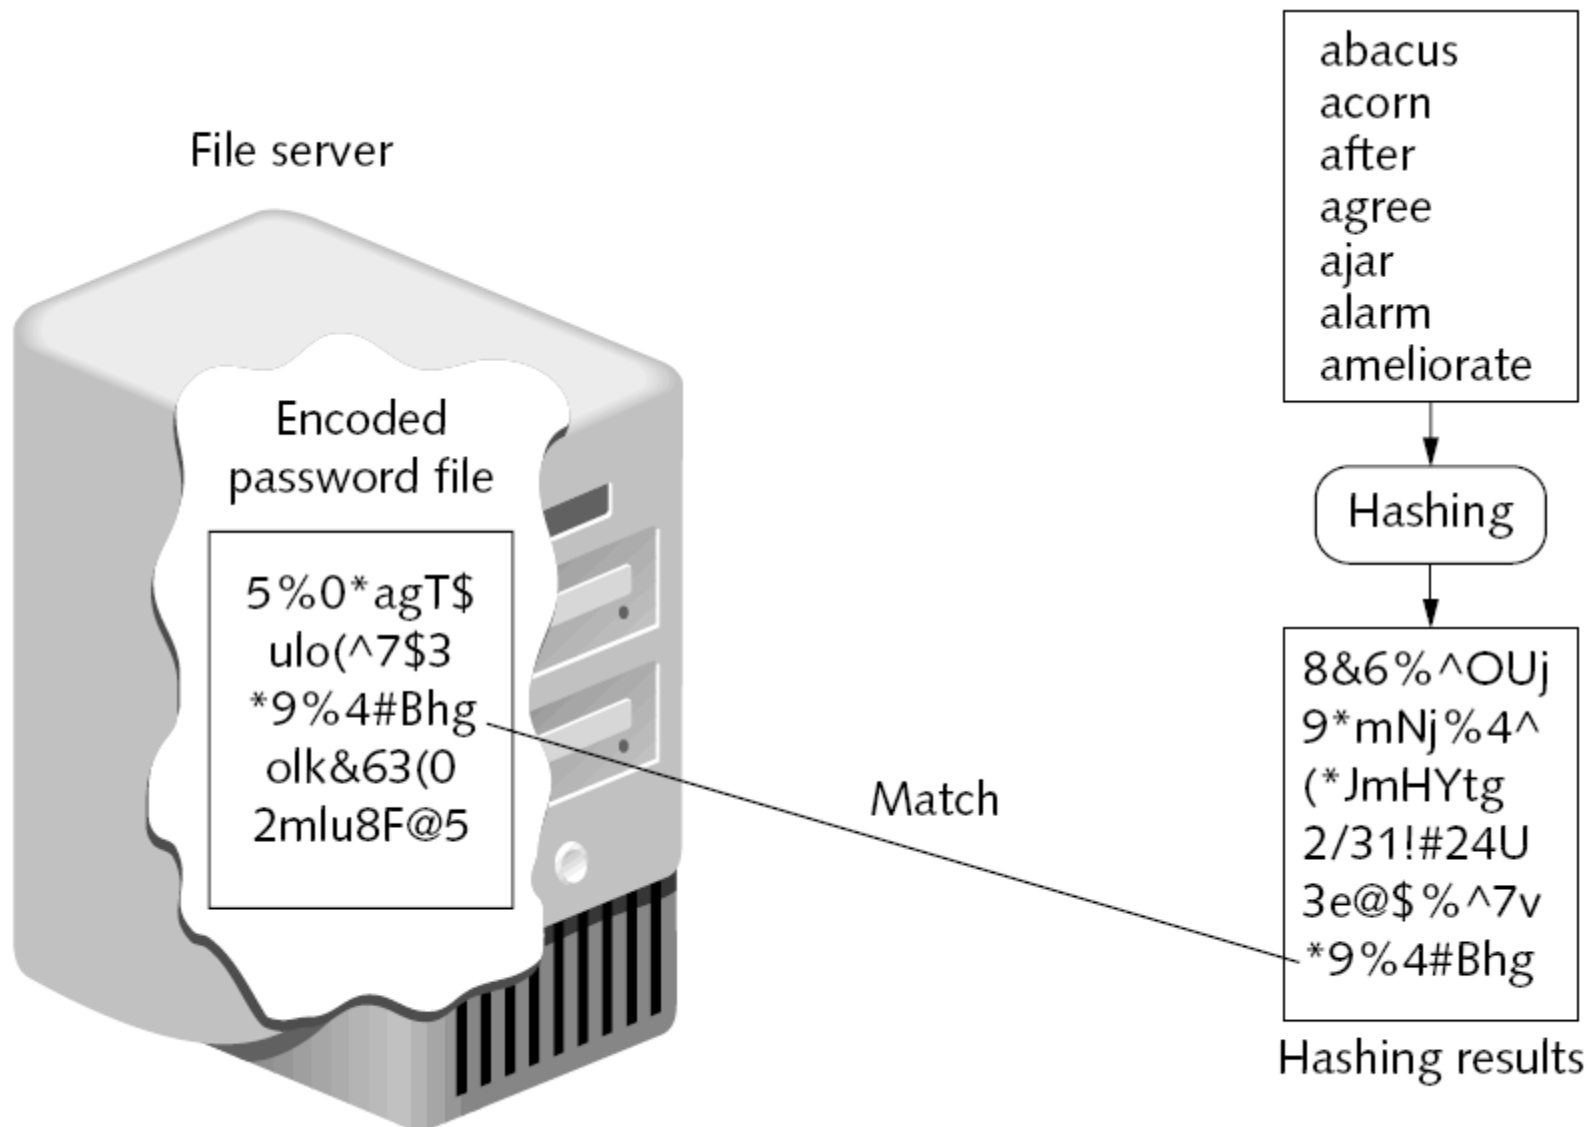 File server
Encoded
password file
5%0*agT$
ulo(^7$3
*9%4#Bhg
olk&63(0
2mlu8F@5
Match
abacus
acorn
after
agree
ajar
alarm
ameliorate
Hashing
8&6%^OUj
9*mNj%4^
(*JmHYtg
2/31!#24U
3e@$%^7v
*9%4#Bhg
Hashing results